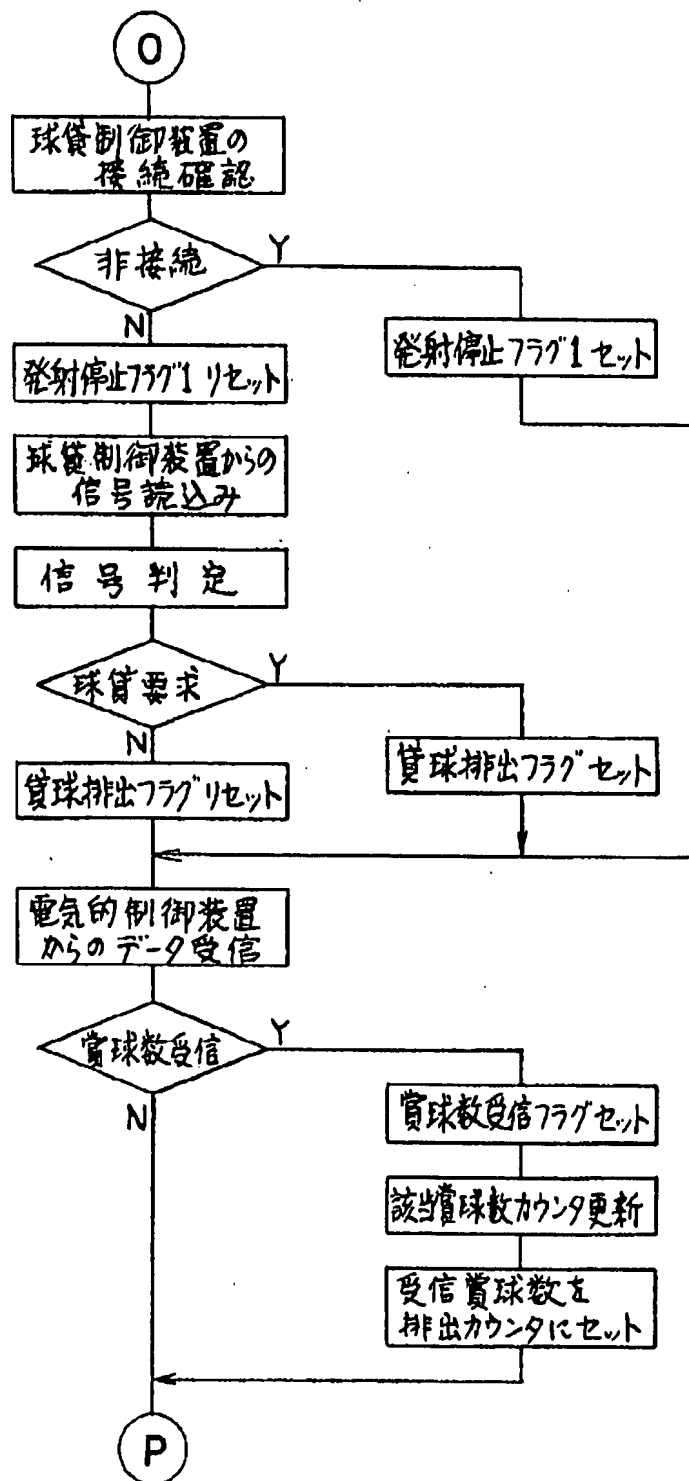 O
球貸制御装置の
接続確認
非接続
Y
N
発射停止フラグ1 リセット
発射停止フラグ1 セット
球貸制御装置からの
信号読込み
信号判定
球貸要求
Y
N
貸球排出フラグリセット
貸球排出フラグセット
電気的制御装置
からのデータ受信
賞球数受信
Y
N
賞球数受信フラグセット
該当賞球数カウンタ更新
受信賞球数を
排出カウンタにセット
P